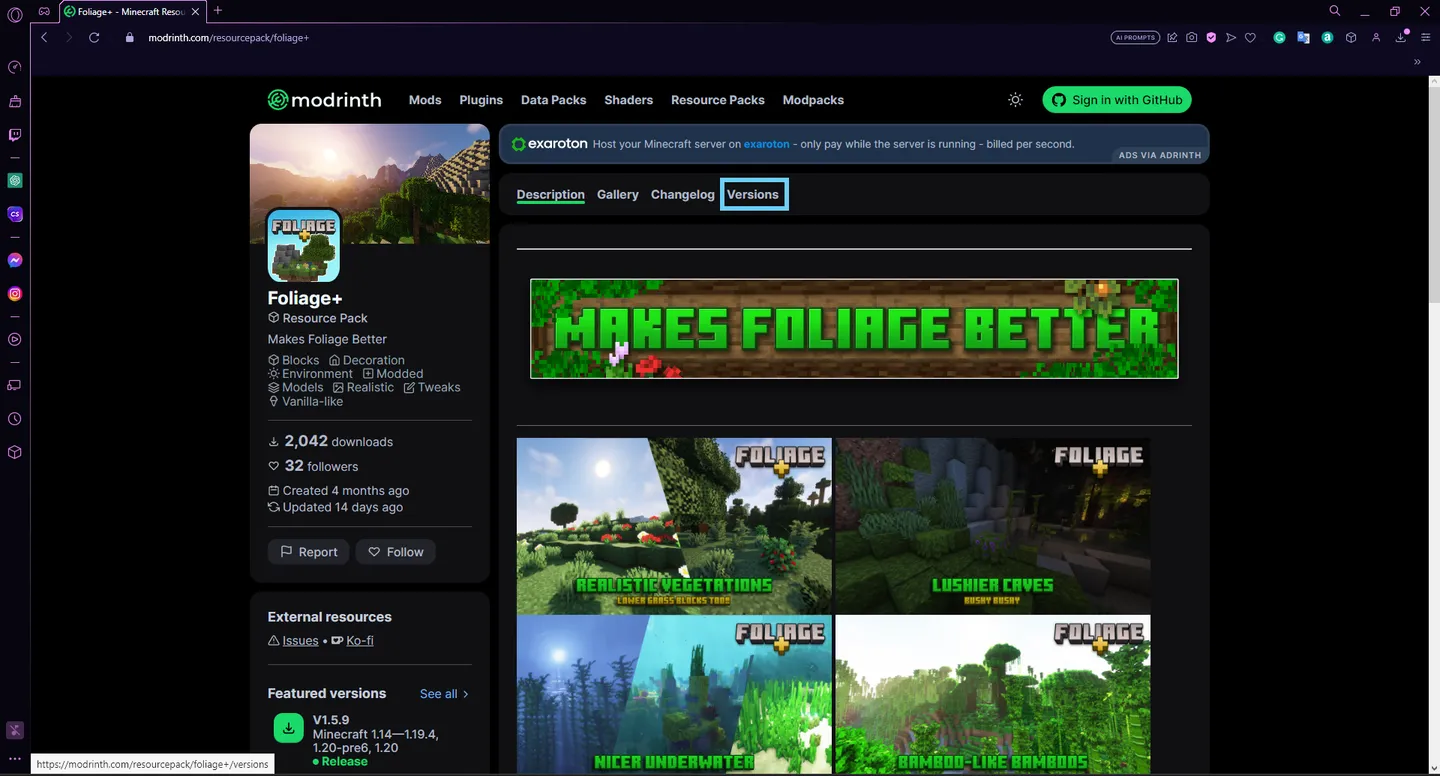 Foliage+ - Minecraft Resou
modrinth.com/resourcepack/foliage+
AI PROMPTS
modrinth
Mods
Plugins
Data Packs
Shaders
Resource Packs
Modpacks
Sign in with GitHub
exaroton Host your Minecraft server on exaroton - only pay while the server is running - billed per second.
ADS VIA ADRINTH
Description
Gallery
Changelog
Versions
FOLIAGE
+
Foliage+
Resource Pack
Makes Foliage Better
Blocks Decoration
Environment Modded
Models Realistic Tweaks
Vanilla-like
2,042 downloads
32 followers
Created 4 months ago
Updated 14 days ago
Report
Follow
External resources
Issues • Ko-fi
Featured versions
See all
V1.5.9
Minecraft 1.14—1.19.4,
1.20-pre6, 1.20
Release
MAKES FOLIAGE BETTER
FOLIAGE
+
REALISTIC VEGETATIONS
LOWER GRASS BLOCKS TOO!!
FOLIAGE
+
LUSHIER CAVES
BUSHY BUSHY
FOLIAGE
+
NICER UNDERWATER
FOLIAGE
+
BAMBOO-LIKE BAMBOOS
CS
https://modrinth.com/resourcepack/foliage+/versions